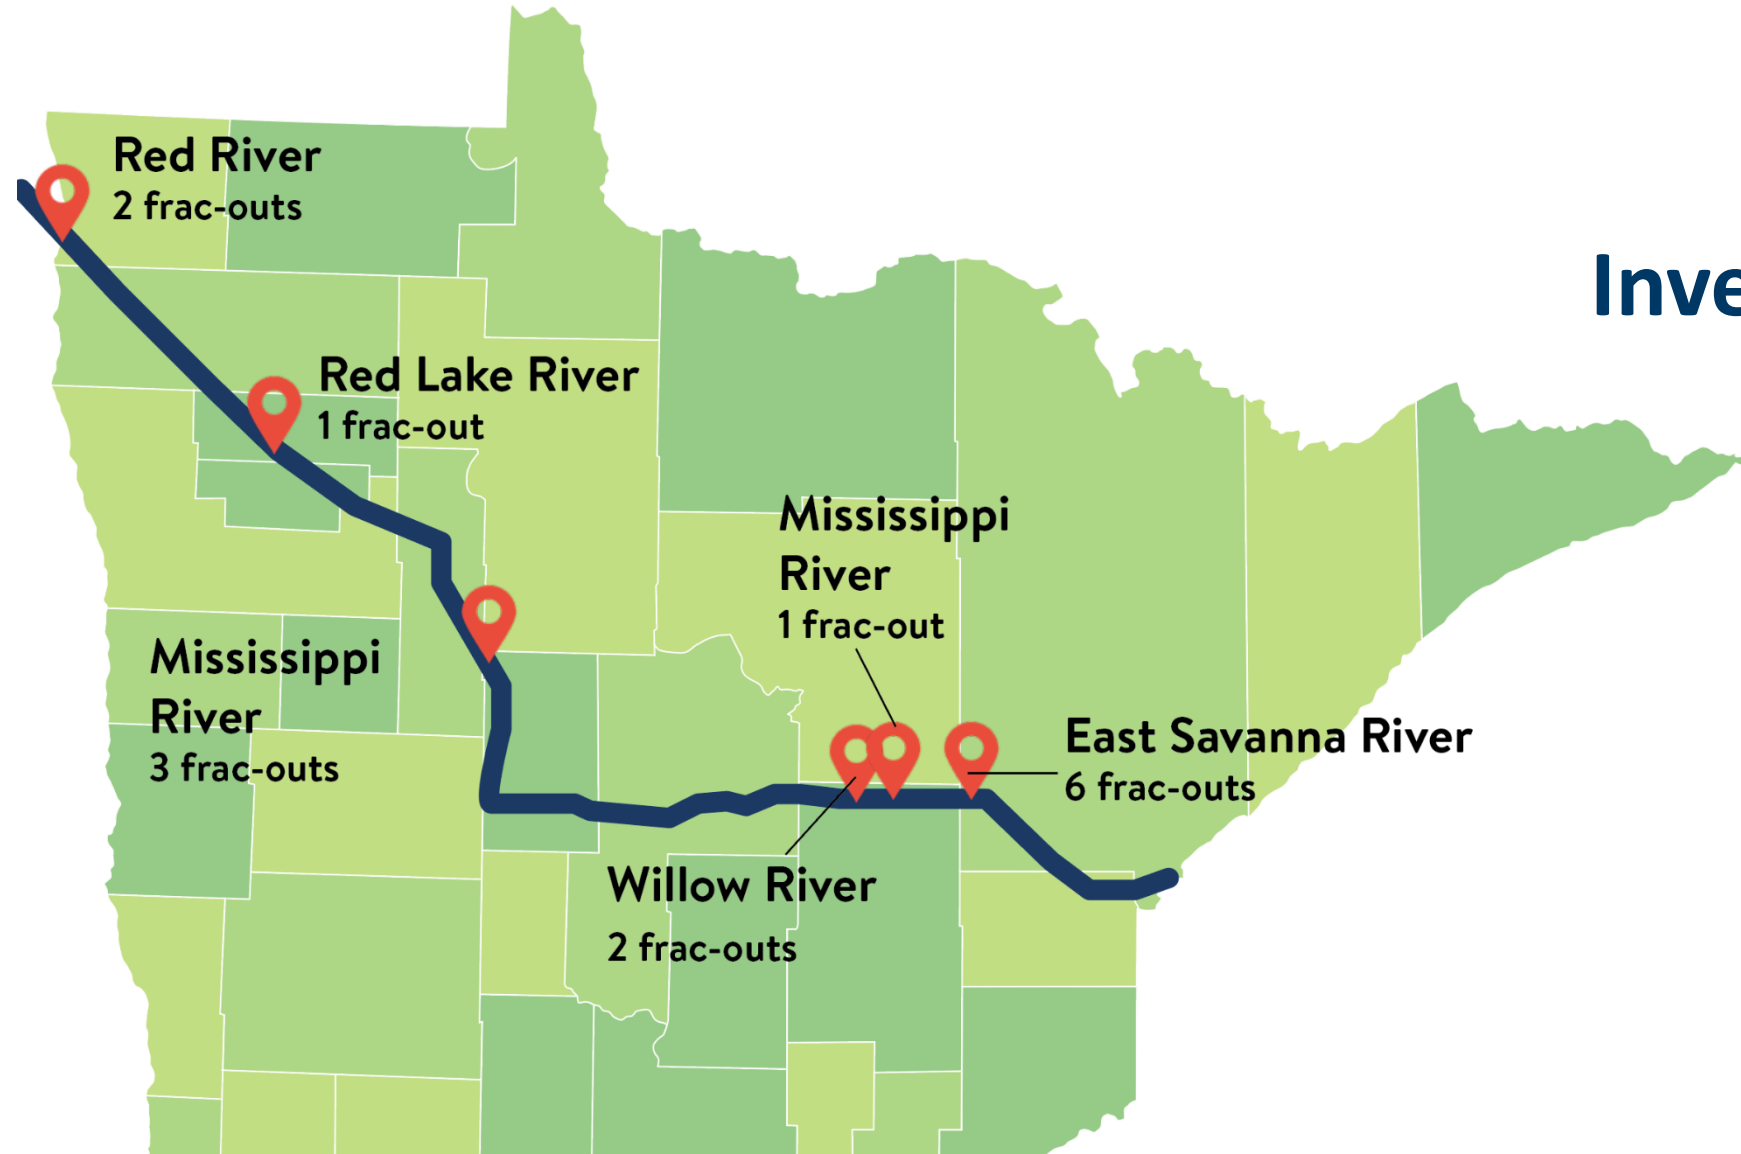 Red River
2 frac-outs
Inve
Red Lake River
1 frac-out
Mississippi
River
1 frac-out
Mississippi
River
3 frac-outs
East Savanna River
6 frac-outs
Willow River
2 frac-outs